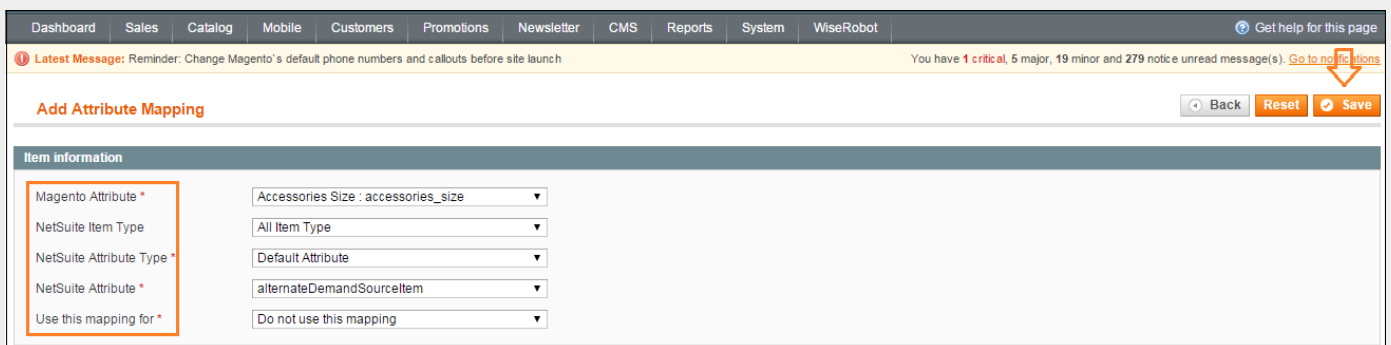 Dashboard Sales Catalog Mobile Customers Promotions Newsletter CMS Reports System WiseRobot Get help for this page
Latest Message: Reminder: Change Magento`s default phone numbers and callouts before site launch You have 1 critical, 5 major, 19 minor and 279 notice unread message(s). Go to notifications
Add Attribute Mapping Back Reset Save
Item information
Magento Attribute * Accessories Size : accessories_size
NetSuite Item Type All Item Type
NetSuite Attribute Type * Default Attribute
NetSuite Attribute * alternateDemandSourceItem
Use this mapping for * Do not use this mapping